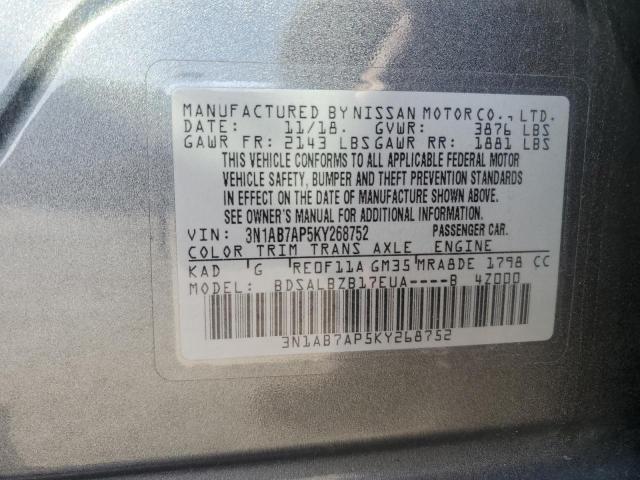 MANUFACTURED BY NISSAN MOTOR CO., LTD.
DATE: 11/18. GVWR: 3876 LBS
GAWR FR: 2143 LBS GAWR RR: 1881 LBS
THIS VEHICLE CONFORMS TO ALL APPLICABLE FEDERAL MOTOR
VEHICLE SAFETY, BUMPER AND THEFT PREVENTION STANDARDS
IN EFFECT ON THE DATE OF MANUFACTURE SHOWN ABOVE.
SEE OWNER'S MANUAL FOR ADDITIONAL INFORMATION.
VIN: 3N1AB7AP5KY268752 PASSENGER CAR.
COLOR TRIM TRANS AXLE ENGINE
KAD G RE0F11A GM35 MRA8DE 1798 CC
MODEL: BDSALBZB17EUA----B 4Z000
3N1AB7AP5KY268752